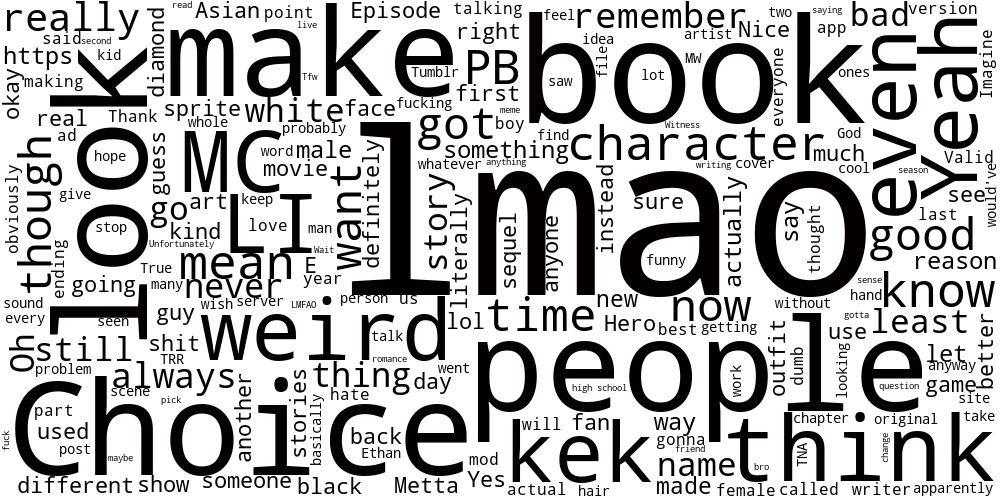 really
read
Asian
point
Episode
talking
feel
remember
saying
two
bad
version
said
second
live
right
idea
artist
Nice
app
https
kid
diamond
make
Tumblr
PB
book
file
MW
even
Yeah
Imagine
okay
making
look
Tfw
first
saw
lot
everyone
ones
sprite
white
face
fucking
meme
real
Thank
whole
probably
got
boy
find
Witness
God
ad
MC
word
male
something
character
much
Valid
hope
guess
movie
whatever
anything
writing
cover
cool
season
see
would've
obviously
though
give
art
keep
want
definitely
story
lmao
instead
sure
actually
say
thought
last
go
LI
love
man
stop
kind
literally
sequel
anyone
funny
good
ending
Unfortunately
Wait
mean
E
reason
True
many
never
year
going
sense
hand
know
sound
seen
wish
server
LMFAO
person
us
new
now
without
every
guy
weird
lol
time
Hero
best
getting
gotta
use
least
oh
still
shit
talk
outfit
dumb
looking
let
better
problem
TRR
always
romance
thing
day
went
people
anyway
scene
pick
hate
high school
work
question
game
site
part
Choice
another
stories
basically
used
back
will
fan
way
chapter
original
take
fuck
post
Ethan
kek
gonna
friend
think
maybe
mod
name
bro
TNA
change
different
show
someone
black
Metta
Yes
actual
hair
made
female
called
writer
apparently